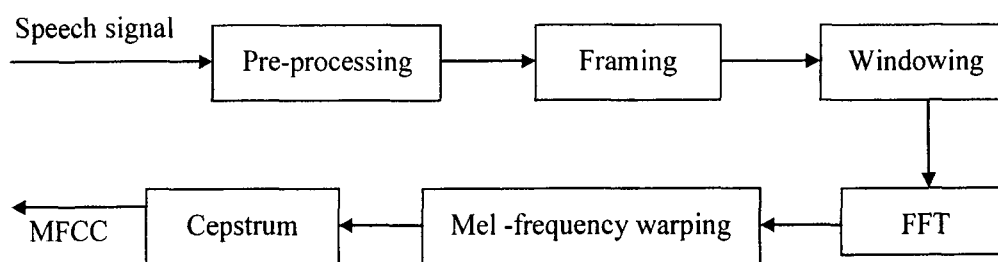 Speech signal
Pre-processing
Framing
Windowing
FFT
Mel -frequency warping
Cepstrum
MFCC